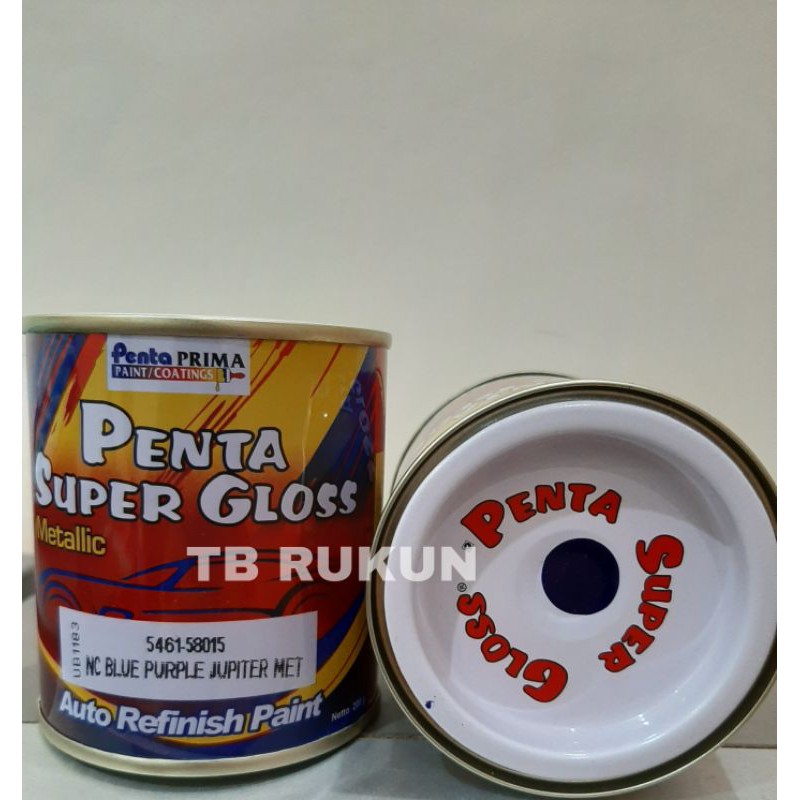 Penta PRIMA
PAINT/COATINGS
PENTA
SUPER GLOSS
Metallic
TB RUKUN
UB1183
5461-58015
NC BLUE PURPLE JUPITER MET
Auto Refinish Paint
Netto
PENTA
SUPER
GLOSS®